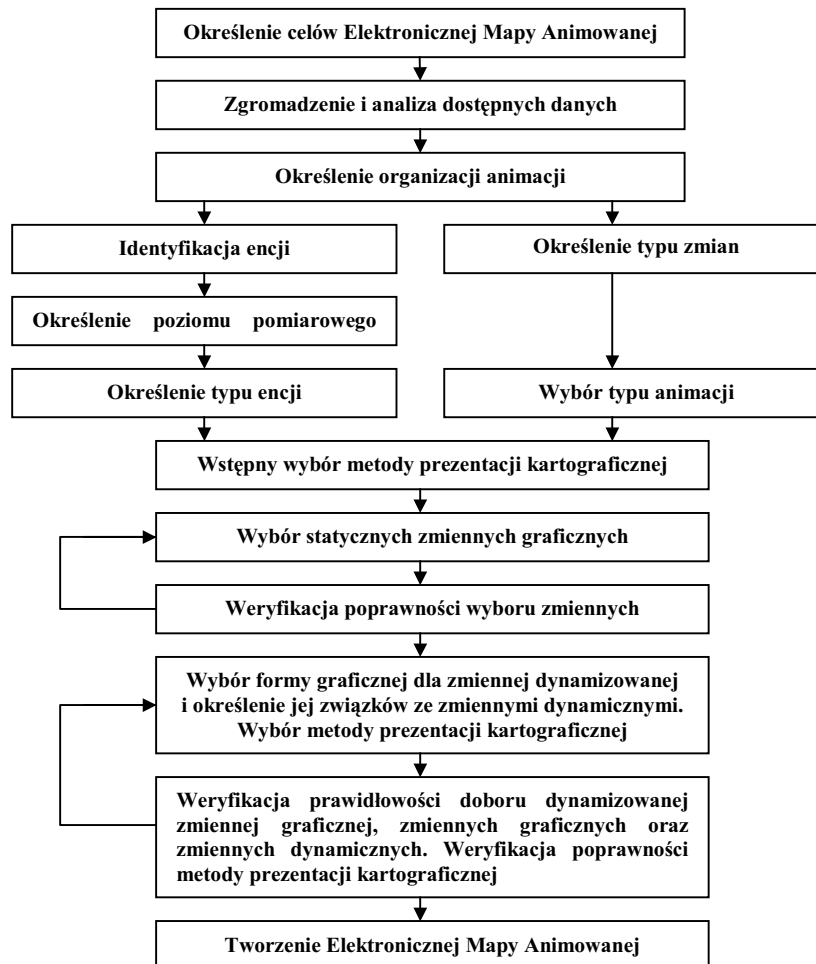 Określenie celów Elektronicznej Mapy Animowanej
Zgromadzenie i analiza dostępnych danych
Określenie organizacji animacji
Identyfikacja encji
Określenie typu zmian
Określenie poziomu pomiarowego
Określenie typu encji
Wybór typu animacji
Wstępny wybór metody prezentacji kartograficznej
Wybór statycznych zmiennych graficznych
Weryfikacja poprawności wyboru zmiennych
Wybór formy graficznej dla zmiennej dynamizowanej
i określenie jej związków ze zmiennymi dynamicznymi.
Wybór metody prezentacji kartograficznej
Weryfikacja prawidłowości doboru dynamizowanej
zmiennej graficznej, zmiennych graficznych oraz
zmiennych dynamicznych. Weryfikacja poprawności
metody prezentacji kartograficznej
Tworzenie Elektronicznej Mapy Animowanej